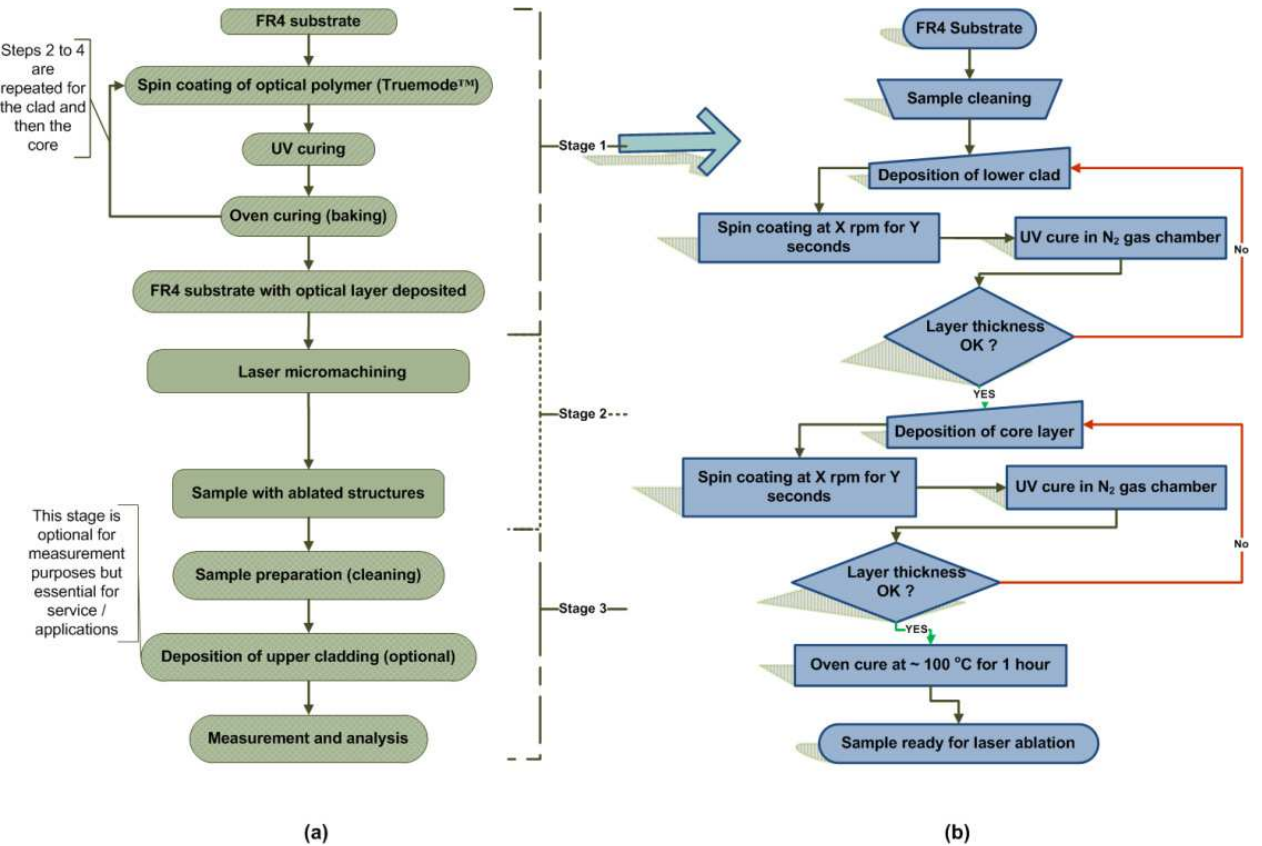 FR4 substrate
Steps 2 to 4
are
repeated for
the clad and
then the
core
Spin coating of optical polymer (Truemode™)
UV curing
Oven curing (baking)
FR4 substrate with optical layer deposited
Laser micromachining
Sample with ablated structures
This stage is
optional for
measurement
purposes but
essential for
service /
applications
Sample preparation (cleaning)
Deposition of upper cladding (optional)
Measurement and analysis
Stage 1
Stage 2
Stage 3
(a)
FR4 Substrate
Sample cleaning
Deposition of lower clad
Spin coating at X rpm for Y
seconds
UV cure in N₂ gas chamber
No
Layer thickness
OK ?
YES
Deposition of core layer
Spin coating at X rpm for Y
seconds
UV cure in N₂ gas chamber
No
Layer thickness
OK ?
YES
Oven cure at ~ 100 °C for 1 hour
Sample ready for laser ablation
(b)